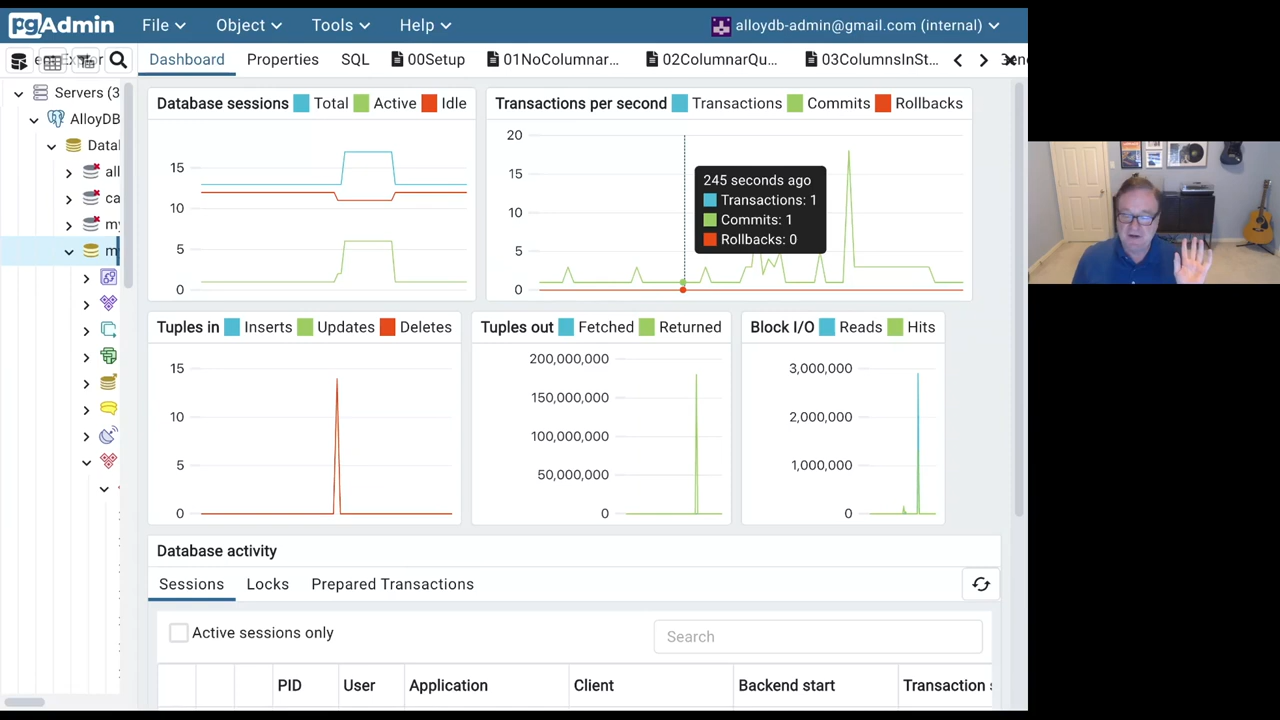 pgAdmin File Object Tools Help alloydb-admin@gmail.com (internal)
Dashboard Properties SQL 00Setup 01NoColumnar... 02ColumnarQu... 03ColumnsInSt...
Servers (3
AlloyDB
Datal
all
ca
my
m
Database sessions Total Active Idle
15
10
5
0
Transactions per second Transactions Commits Rollbacks
20
15
10
5
0
245 seconds ago
Transactions: 1
Commits: 1
Rollbacks: 0
Tuples in Inserts Updates Deletes
15
10
5
0
Tuples out Fetched Returned
200,000,000
150,000,000
100,000,000
50,000,000
0
Block I/O Reads Hits
3,000,000
2,000,000
1,000,000
0
Database activity
Sessions Locks Prepared Transactions
Active sessions only
Search
PID User Application Client Backend start Transaction s